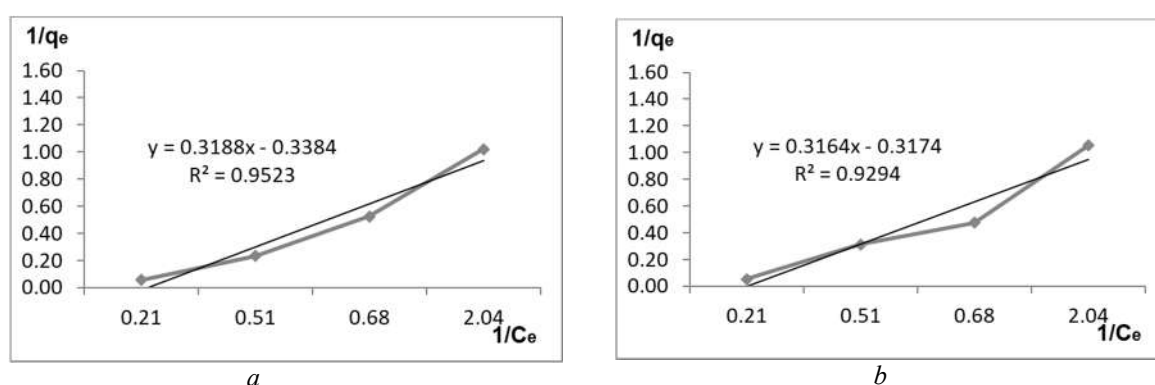 1/qe
1.60
1.40
1.20
1.00
0.80
0.60
0.40
0.20
0.00
y = 0.3188x - 0.3384
R² = 0.9523
0.21 0.51 0.68 2.04
1/Ce
a
1/qe
1.60
1.40
1.20
1.00
0.80
0.60
0.40
0.20
0.00
y = 0.3164x - 0.3174
R² = 0.9294
0.21 0.51 0.68 2.04
1/Ce
b